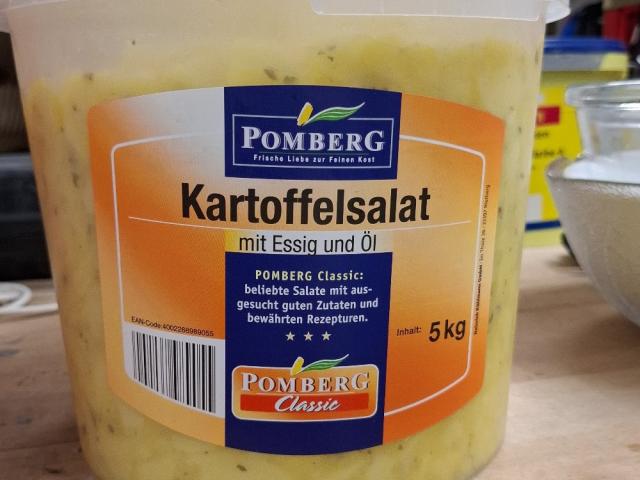 POMBERG
Frische Liebe zur Feinen Kost
Kartoffelsalat
mit Essig und Öl
POMBERG Classic:
beliebte Salate mit aus-
gesucht guten Zutaten und
bewährten Rezepturen.
EAN-Code:4002268989055
Inhalt: 5 kg
POMBERG
Classic